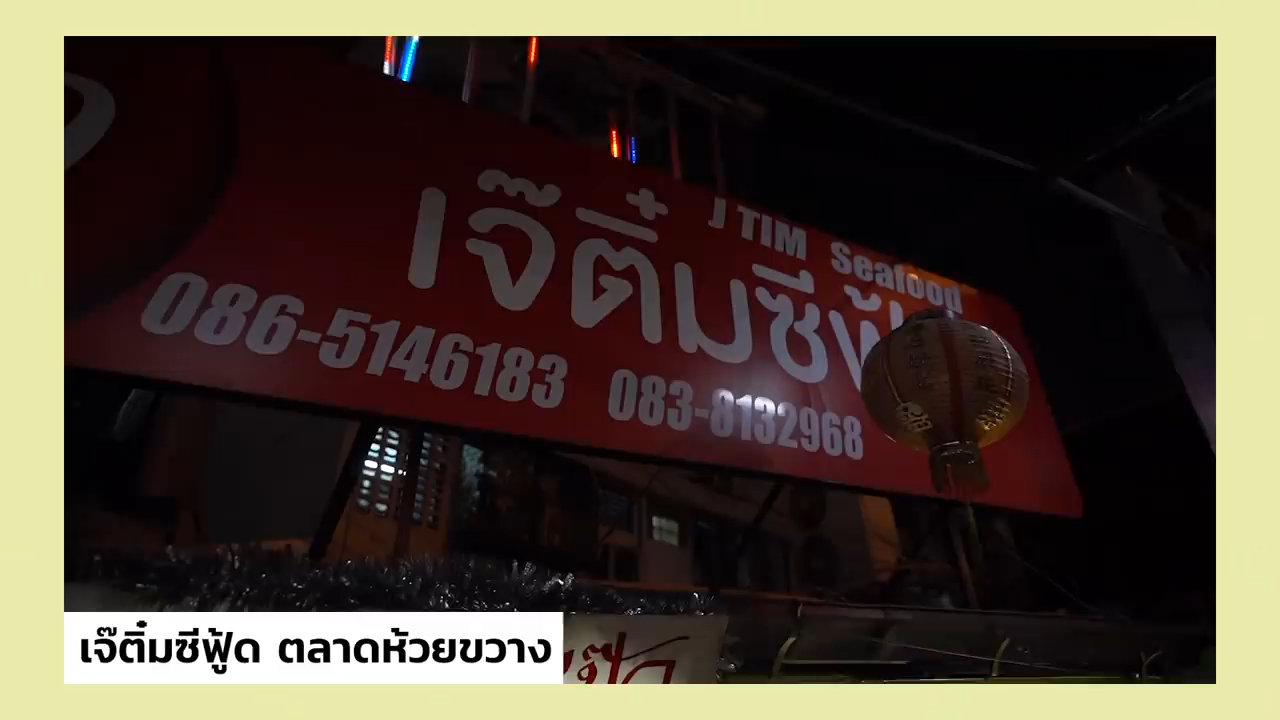 J TIM Seafood
เจ๊ติ๋มซีฟู้
086-5146183 083-8132968
เจ๊ติ๋มซีฟู้ด ตลาดห้วยขวาง